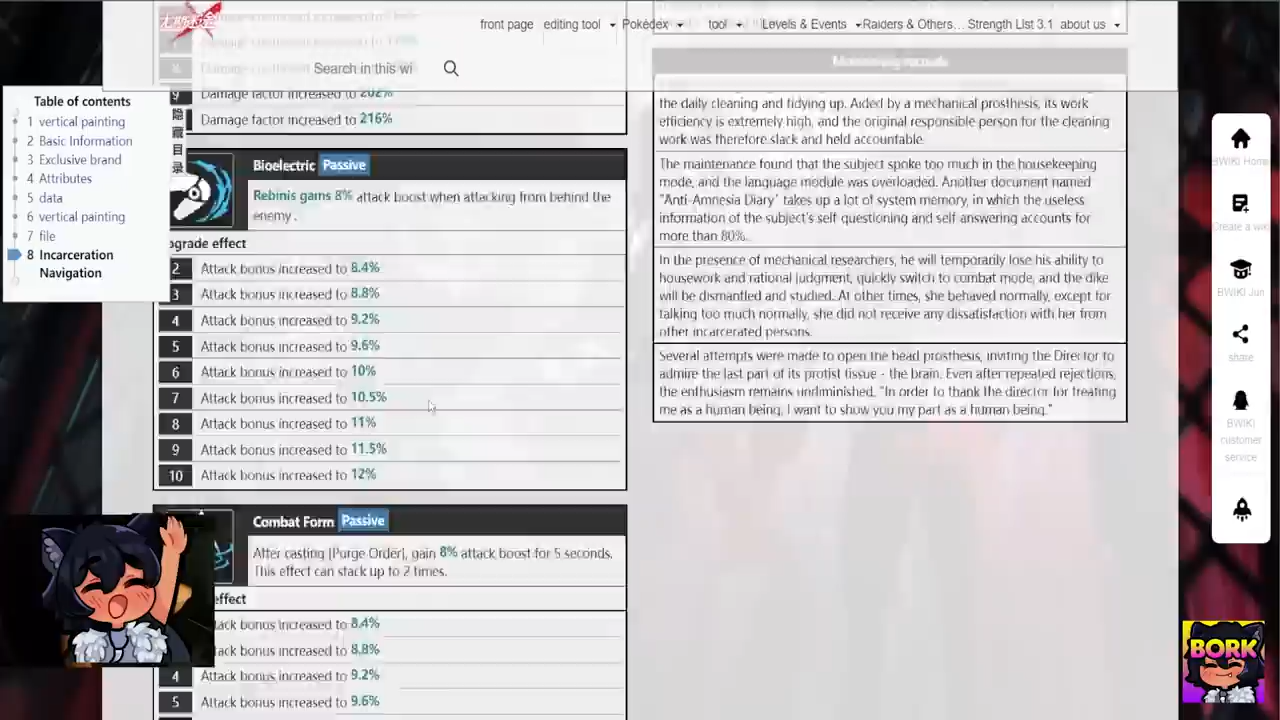 front page editing tool Pokédex tool Levels & Events Raiders & Others... Strength List 3.1 about us
Search in this wi
Table of contents
1 vertical painting
2 Basic Information
3 Exclusive brand
4 Attributes
5 data
6 vertical painting
7 file
8 Incarceration
Navigation
隐
藏
目
录
9 Damage factor increased to 202%
Damage factor increased to 216%
Bioelectric Passive
Rebinis gains 8% attack boost when attacking from behind the
enemy .
pgrade effect
2 Attack bonus increased to 8.4%
3 Attack bonus increased to 8.8%
4 Attack bonus increased to 9.2%
5 Attack bonus increased to 9.6%
6 Attack bonus increased to 10%
7 Attack bonus increased to 10.5%
8 Attack bonus increased to 11%
9 Attack bonus increased to 11.5%
10 Attack bonus increased to 12%
Combat Form Passive
After casting [Purge Order], gain 8% attack boost for 5 seconds.
This effect can stack up to 2 times.
effect
tack bonus increased to 8.4%
bonus increased to 8.8%
4 Attack bonus increased to 9.2%
5 Attack bonus increased to 9.6%
the daily cleaning and tidying up. Aided by a mechanical prosthesis, its work
efficiency is extremely high, and the original responsible person for the cleaning
work was therefore slack and held accountable.
The maintenance found that the subject spoke too much in the housekeeping
mode, and the language module was overloaded. Another document named
"Anti-Amnesia Diary" takes up a lot of system memory, in which the useless
information of the subject's self questioning and self answering accounts for
more than 80%.
In the presence of mechanical researchers, he will temporarily lose his ability to
housework and rational judgment, quickly switch to combat mode, and the dike
will be dismantled and studied. At other times, she behaved normally, except for
talking too much normally, she did not receive any dissatisfaction with her from
other incarcerated persons.
Several attempts were made to open the head prosthesis, inviting the Director to
admire the last part of its protist tissue - the brain. Even after repeated rejections,
the enthusiasm remains undiminished. "In order to thank the director for treating
me as a human being, I want to show you my part as a human being."
BWIKI Home
Create a wiki
BWIKI Jun
share
BWIKI
customer
service
BORK